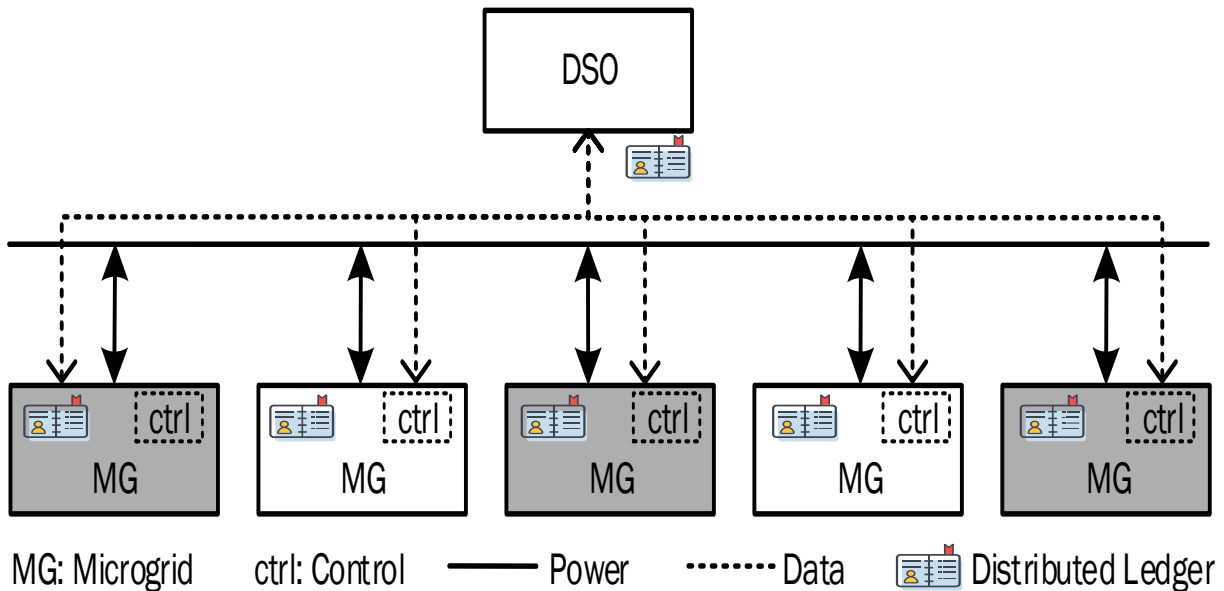 DSO
ctrl ctrl ctrl ctrl ctrl
MG MG MG MG MG
MG: Microgrid ctrl: Control Power Data Distributed Ledger